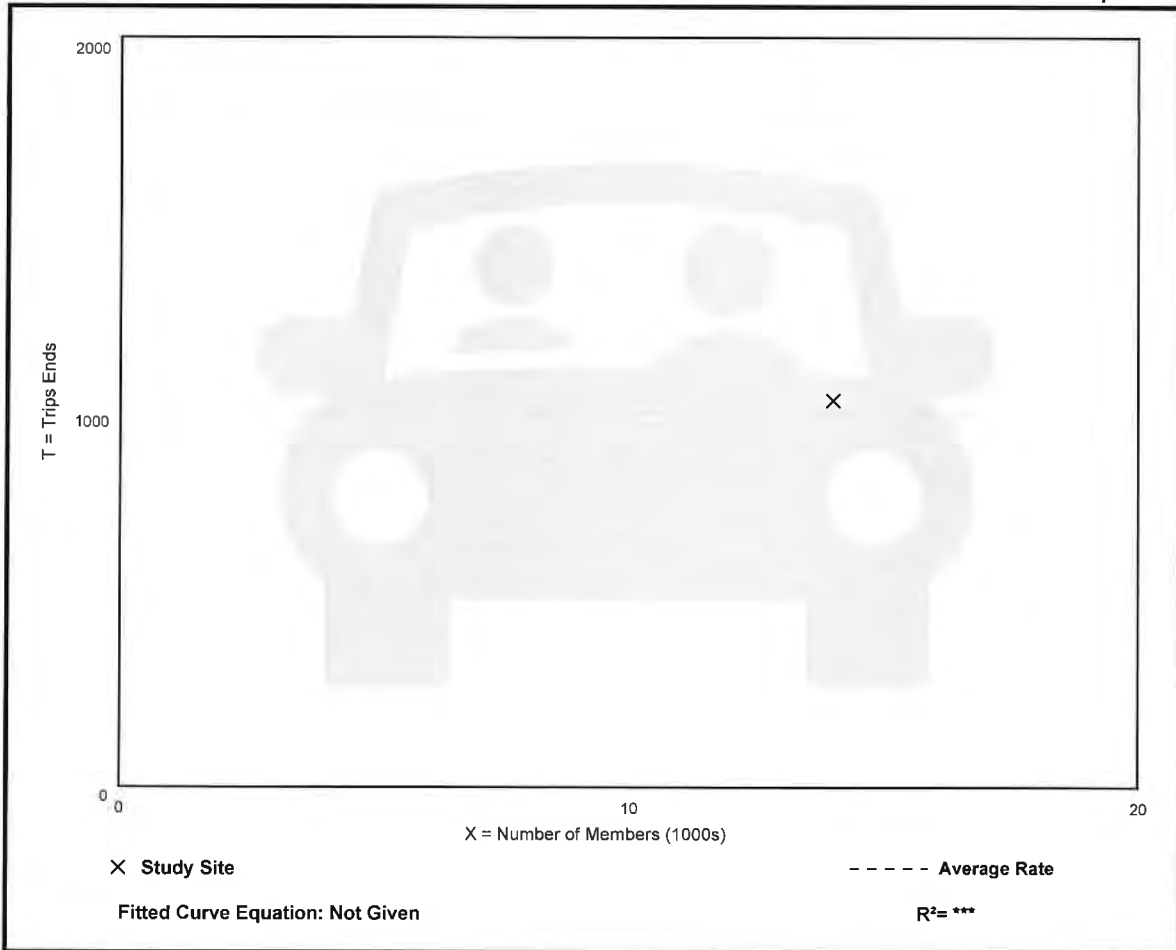 2000
T = Trips Ends
1000
0
0
10
20
X = Number of Members (1000s)
× Study Site
- - - - - Average Rate
Fitted Curve Equation: Not Given
R²= ***